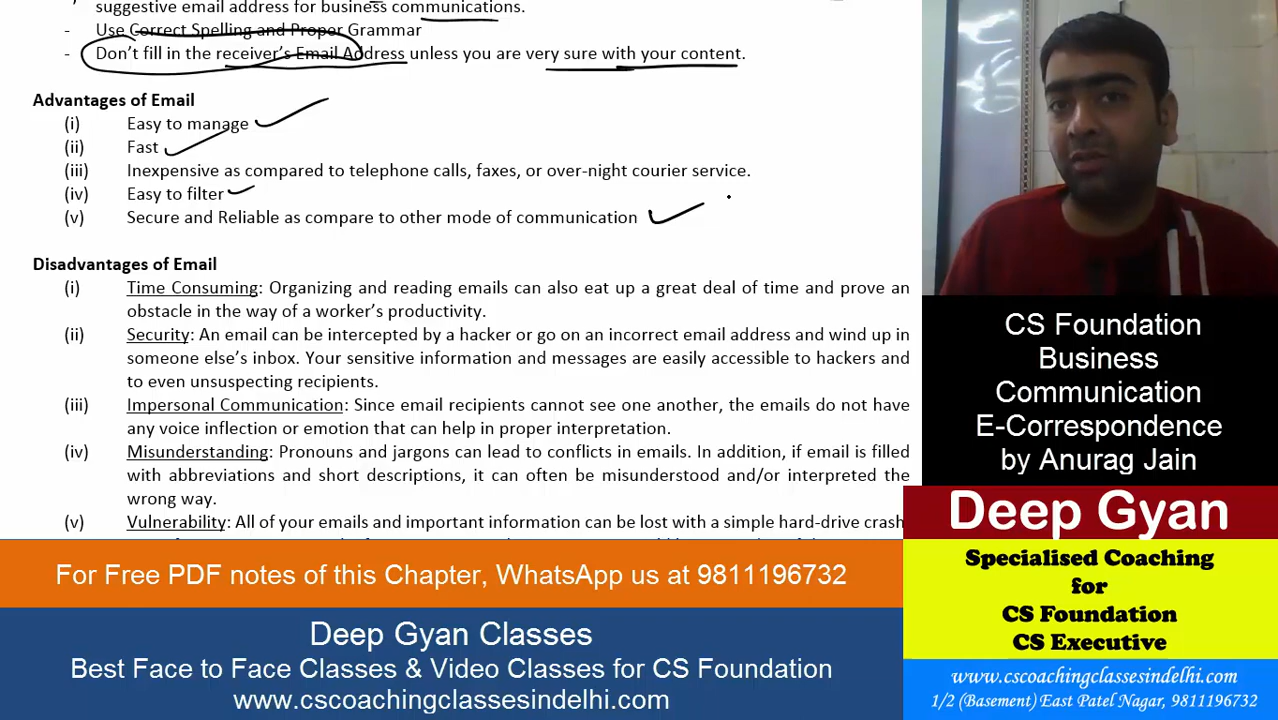 suggestive email address for business communications.
- Use Correct Spelling and Proper Grammar
- Don't fill in the receiver's Email Address unless you are very sure with your content.
Advantages of Email
(i) Easy to manage
(ii) Fast
(iii) Inexpensive as compared to telephone calls, faxes, or over-night courier service.
(iv) Easy to filter
(v) Secure and Reliable as compare to other mode of communication
Disadvantages of Email
(i) Time Consuming: Organizing and reading emails can also eat up a great deal of time and prove an
obstacle in the way of a worker's productivity.
(ii) Security: An email can be intercepted by a hacker or go on an incorrect email address and wind up in
someone else's inbox. Your sensitive information and messages are easily accessible to hackers and
to even unsuspecting recipients.
(iii) Impersonal Communication: Since email recipients cannot see one another, the emails do not have
any voice inflection or emotion that can help in proper interpretation.
(iv) Misunderstanding: Pronouns and jargons can lead to conflicts in emails. In addition, if email is filled
with abbreviations and short descriptions, it can often be misunderstood and/or interpreted the
wrong way.
(v) Vulnerability: All of your emails and important information can be lost with a simple hard-drive crash.
CS Foundation
Business
Communication
E-Correspondence
by Anurag Jain
Deep Gyan
Specialised Coaching
for
CS Foundation
CS Executive
www.cscoachingclassesindelhi.com
1/2 (Basement) East Patel Nagar, 9811196732
For Free PDF notes of this Chapter, WhatsApp us at 9811196732
Deep Gyan Classes
Best Face to Face Classes & Video Classes for CS Foundation
www.cscoachingclassesindelhi.com